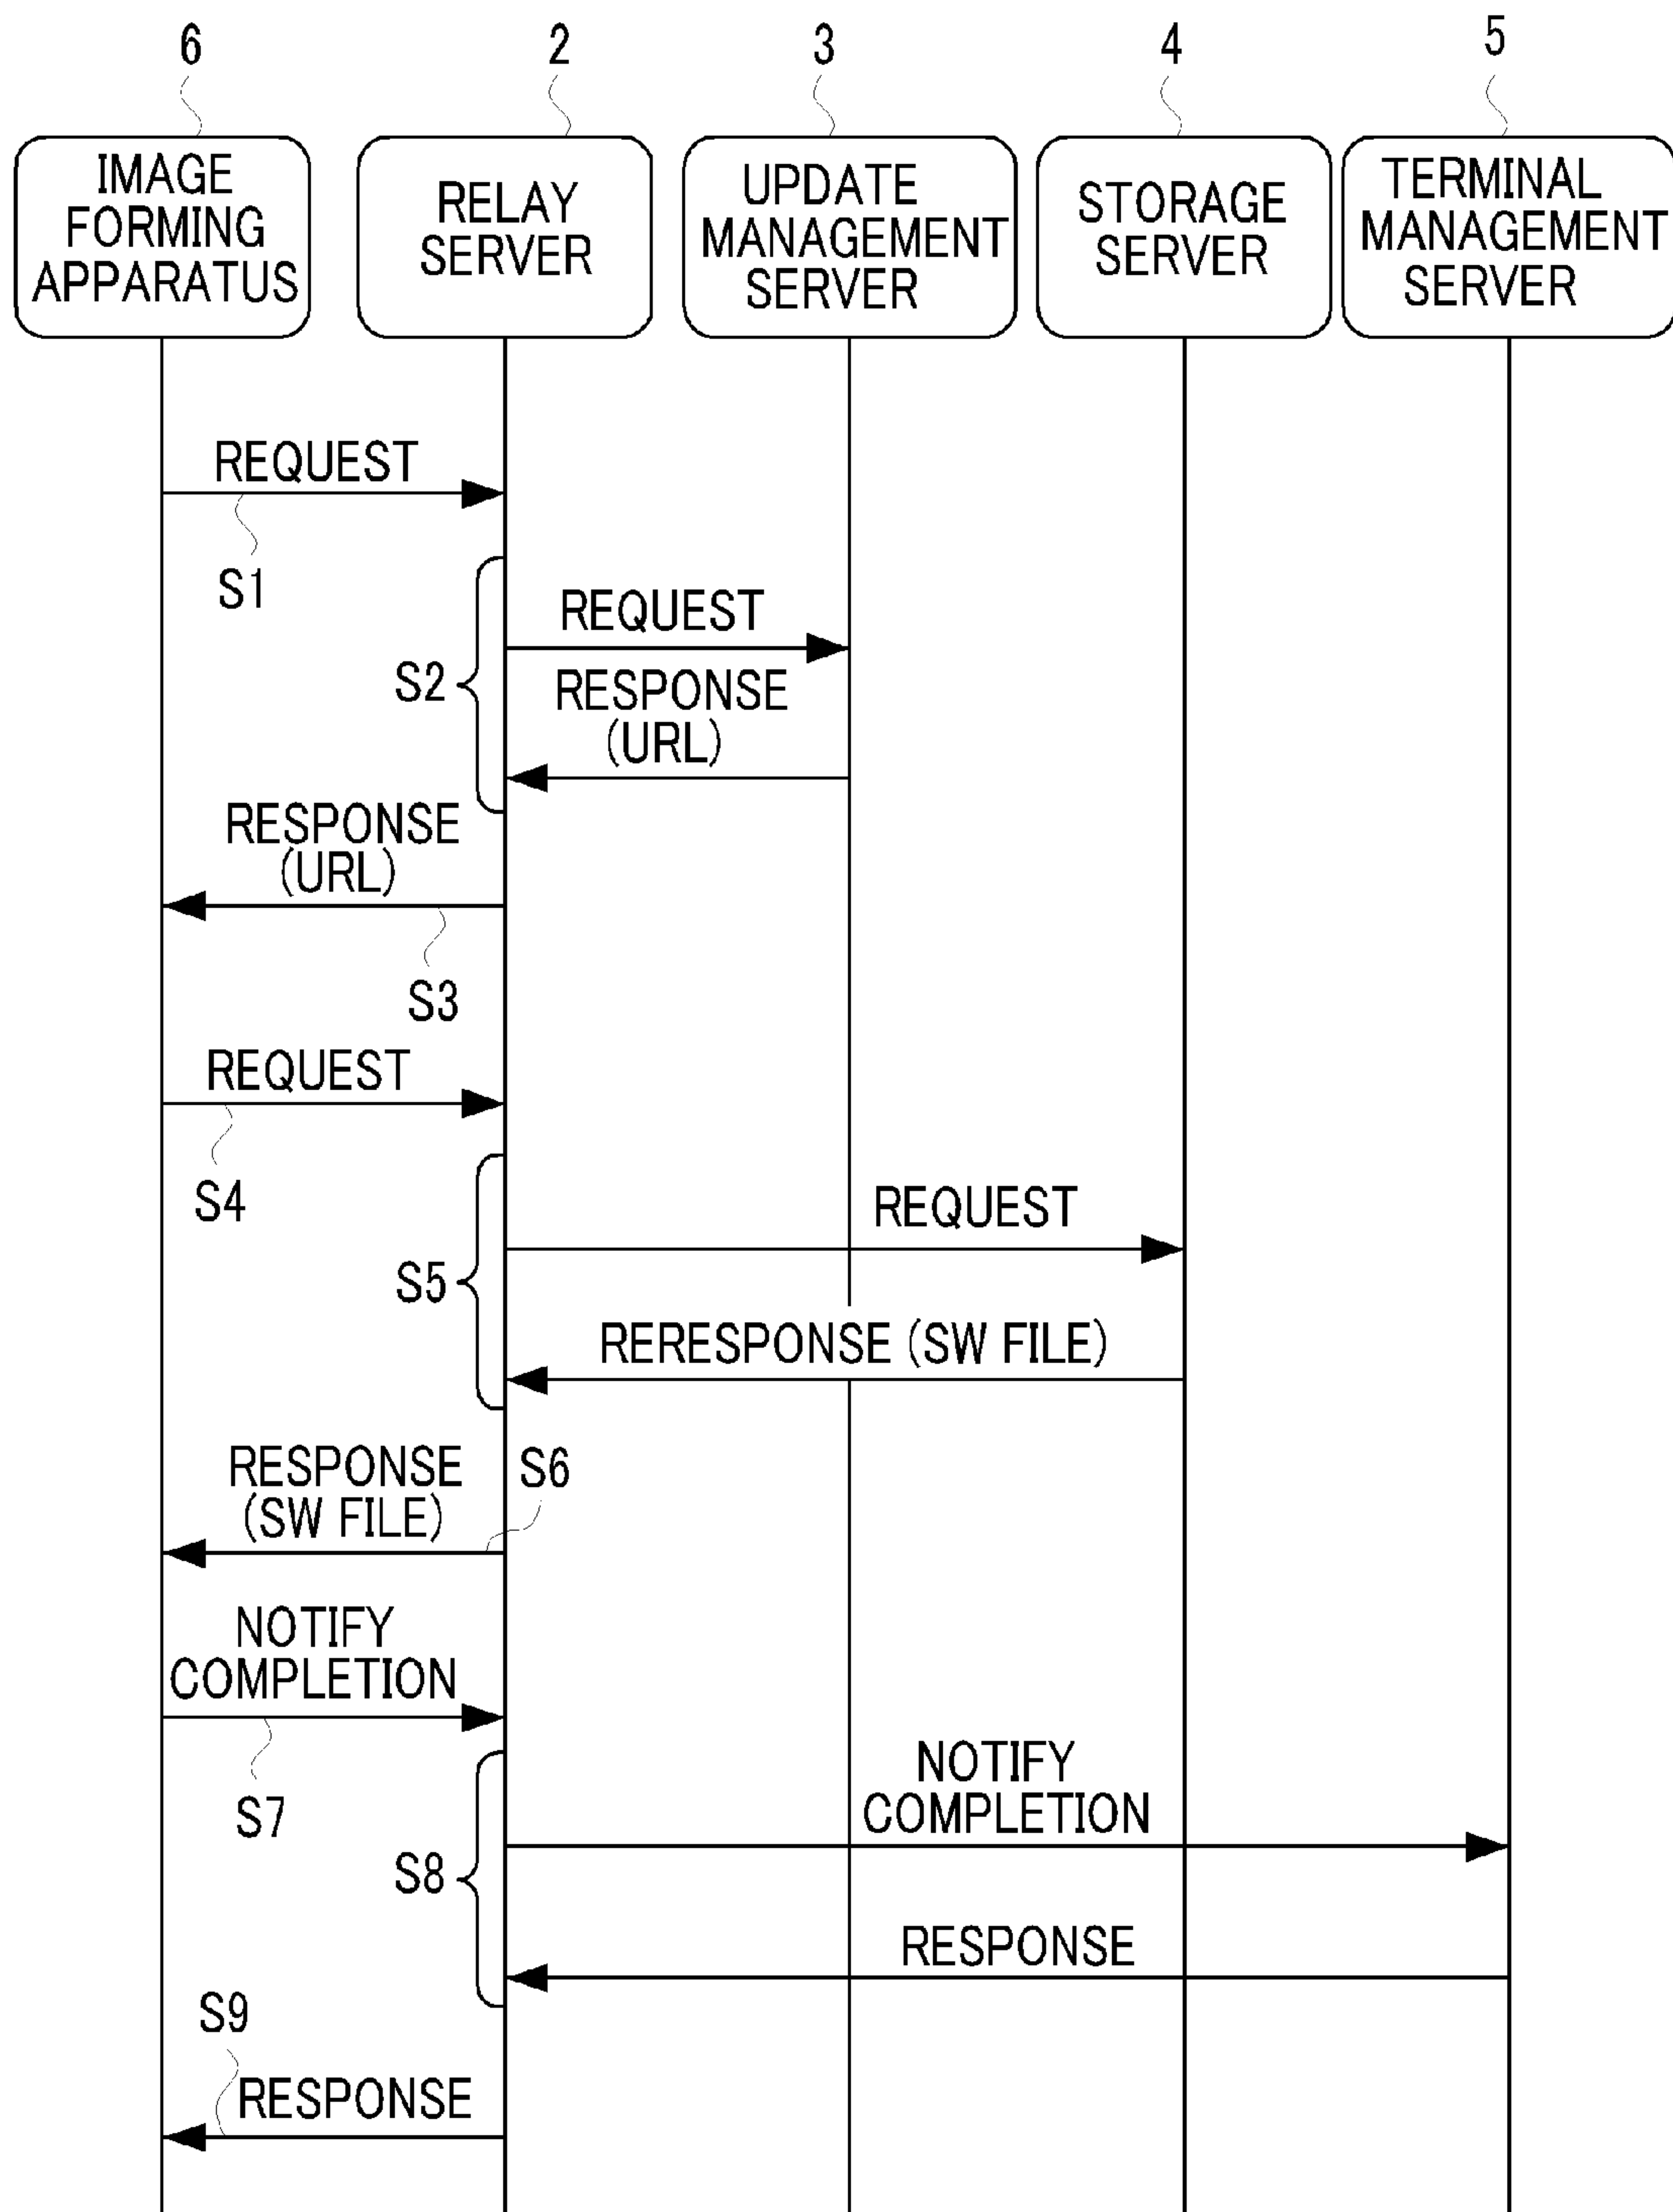 6
2
3
4
5
IMAGE
FORMING
APPARATUS
RELAY
SERVER
UPDATE
MANAGEMENT
SERVER
STORAGE
SERVER
TERMINAL
MANAGEMENT
SERVER
REQUEST
S1
REQUEST
S2
RESPONSE
(URL)
RESPONSE
(URL)
S3
REQUEST
S4
REQUEST
S5
RERESPONSE (SW FILE)
RESPONSE
(SW FILE)
S6
NOTIFY
COMPLETION
S7
NOTIFY
COMPLETION
S8
RESPONSE
S9
RESPONSE